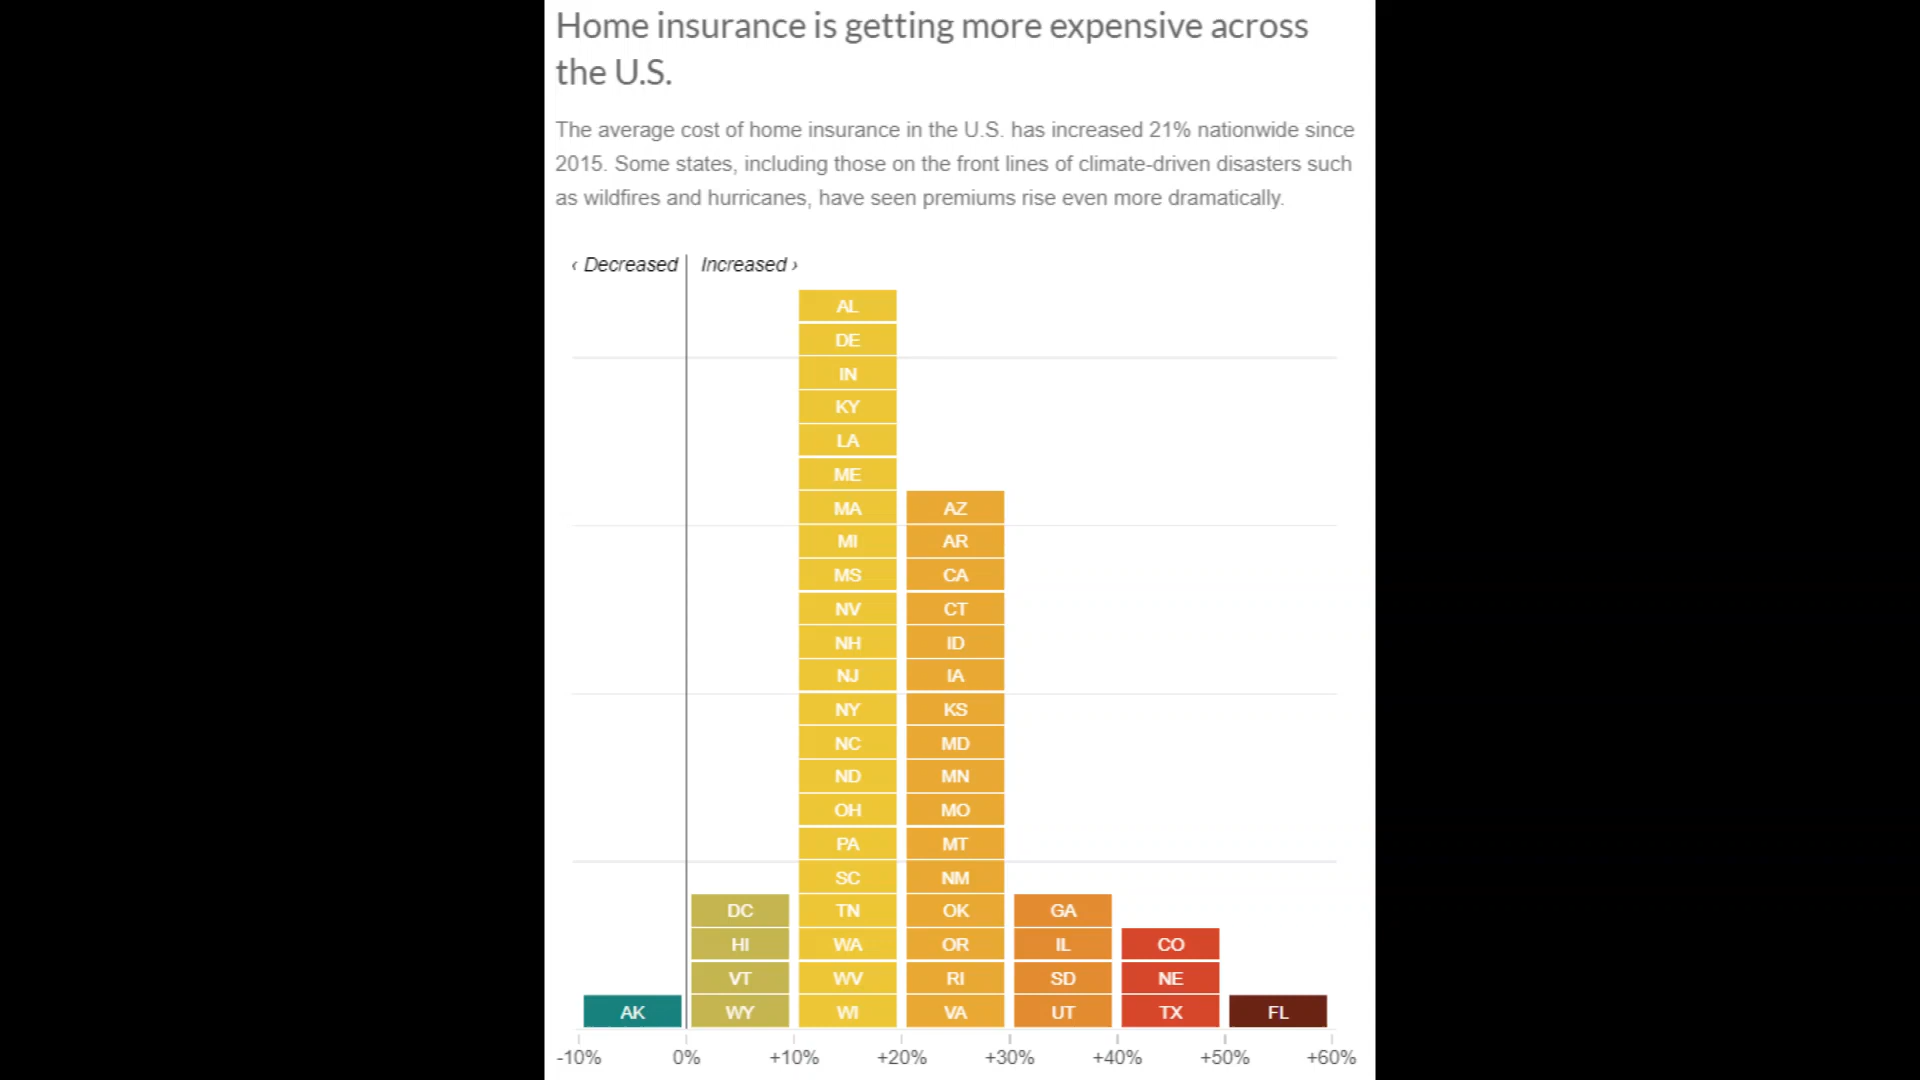 Home insurance is getting more expensive across
the U.S.
The average cost of home insurance in the U.S. has increased 21% nationwide since
2015. Some states, including those on the front lines of climate-driven disasters such
as wildfires and hurricanes, have seen premiums rise even more dramatically.
‹ Decreased Increased ›
AL
DE
IN
KY
LA
ME
MA AZ
MI AR
MS CA
NV CT
NH ID
NJ IA
NY KS
NC MD
ND MN
OH MO
PA MT
SC NM
DC TN OK GA
HI WA OR IL CO
VT WV RI SD NE
AK WY WI VA UT TX FL
-10% 0% +10% +20% +30% +40% +50% +60%